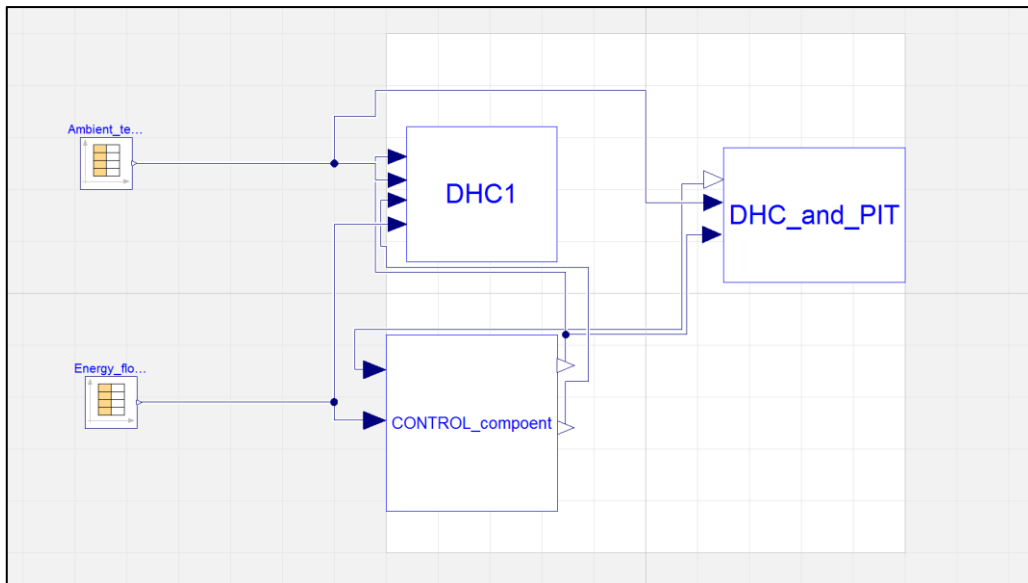 Ambient_te...
DHC1
DHC_and_PIT
Energy_flo...
CONTROL_compoent